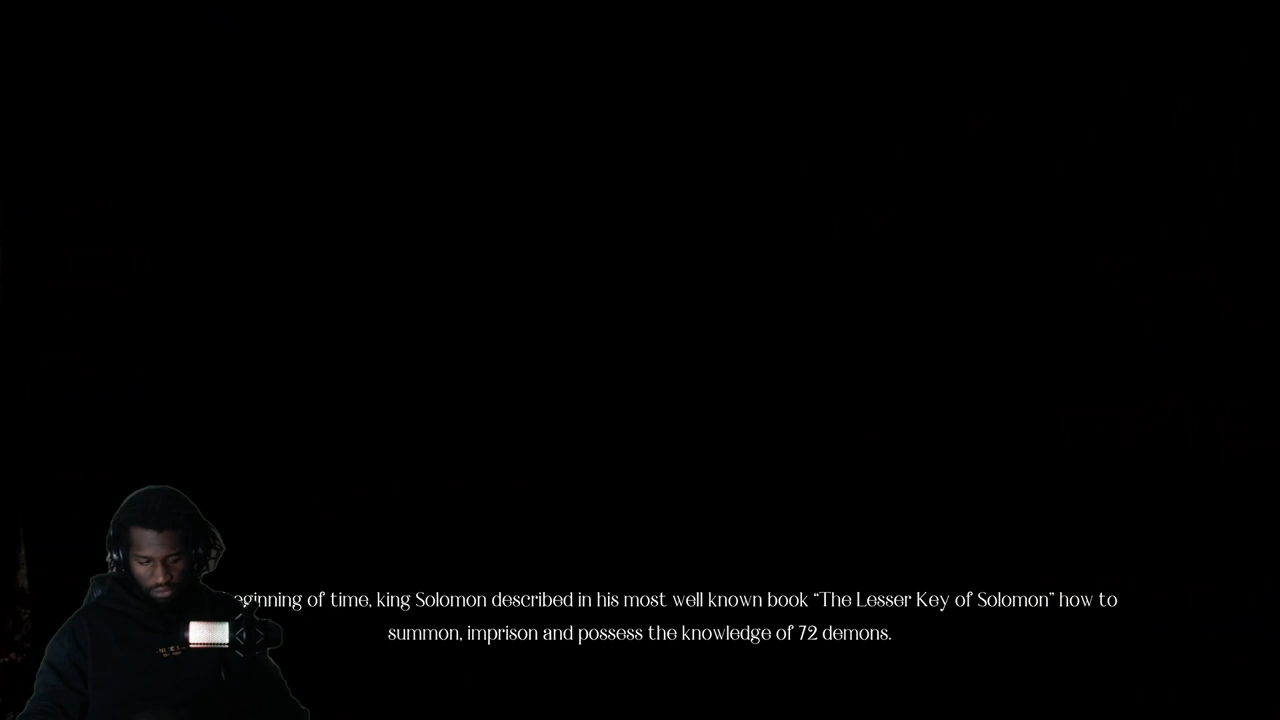 eginning of time, king Solomon described in his most well known book “The Lesser Key of Solomon” how to
summon, imprison and possess the knowledge of 72 demons.